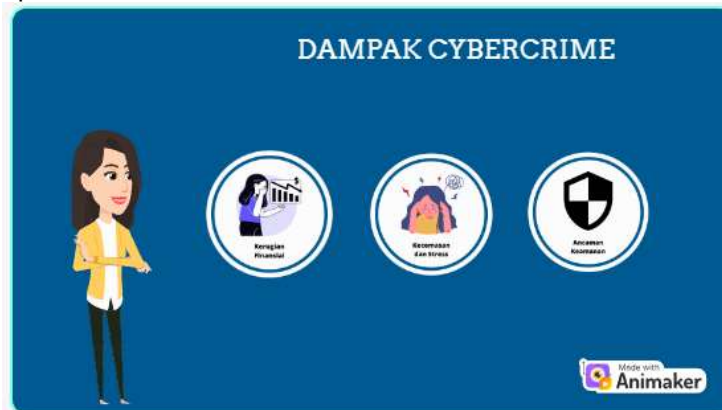 DAMPAK CYBERCRIME
Kerugian
Finansial
Kecemasan
dan Stress
Ancaman
Keamanan
Made with
Animaker